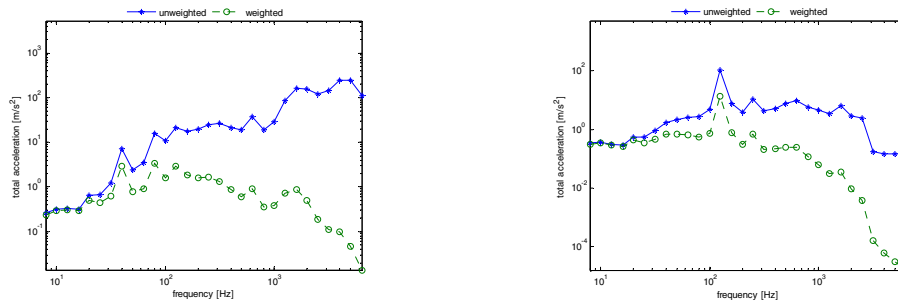 unweighted weighted
10^3
10^2
10^1
10^0
10^-1
total acceleration [m/s^2]
10^1 10^2 10^3
frequency [Hz]
unweighted weighted
10^2
10^0
10^-2
10^-4
total acceleration [m/s^2]
10^1 10^2 10^3
frequency [Hz]